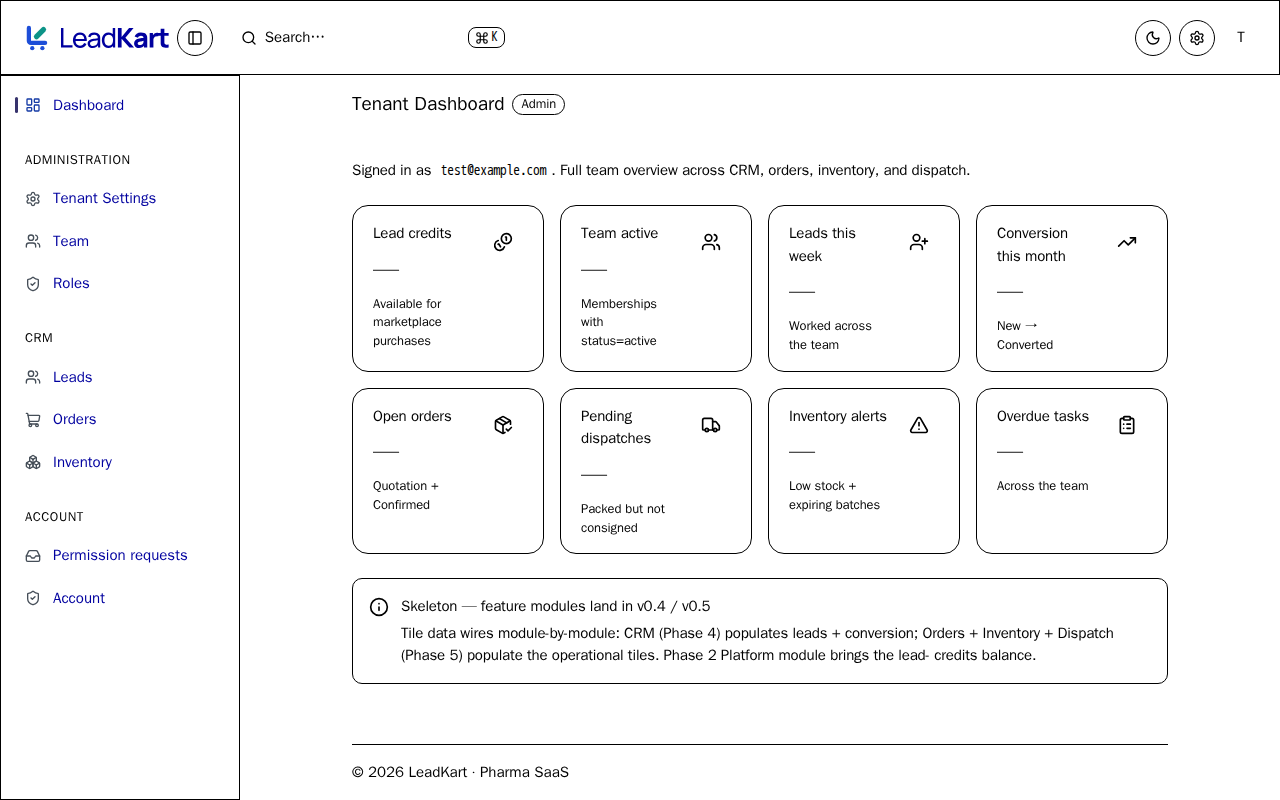 LeadKart
Search⋯
⌘K
T
Dashboard
ADMINISTRATION
Tenant Settings
Team
Roles
CRM
Leads
Orders
Inventory
ACCOUNT
Permission requests
Account
Tenant Dashboard Admin
Signed in as test@example.com . Full team overview across CRM, orders, inventory, and dispatch.
Lead credits
—
Available for
marketplace
purchases
Team active
—
Memberships
with
status=active
Leads this
week
—
Worked across
the team
Conversion
this month
—
New →
Converted
Open orders
—
Quotation +
Confirmed
Pending
dispatches
—
Packed but not
consigned
Inventory alerts
—
Low stock +
expiring batches
Overdue tasks
—
Across the team
Skeleton — feature modules land in v0.4 / v0.5
Tile data wires module-by-module: CRM (Phase 4) populates leads + conversion; Orders + Inventory + Dispatch
(Phase 5) populate the operational tiles. Phase 2 Platform module brings the lead- credits balance.
© 2026 LeadKart · Pharma SaaS